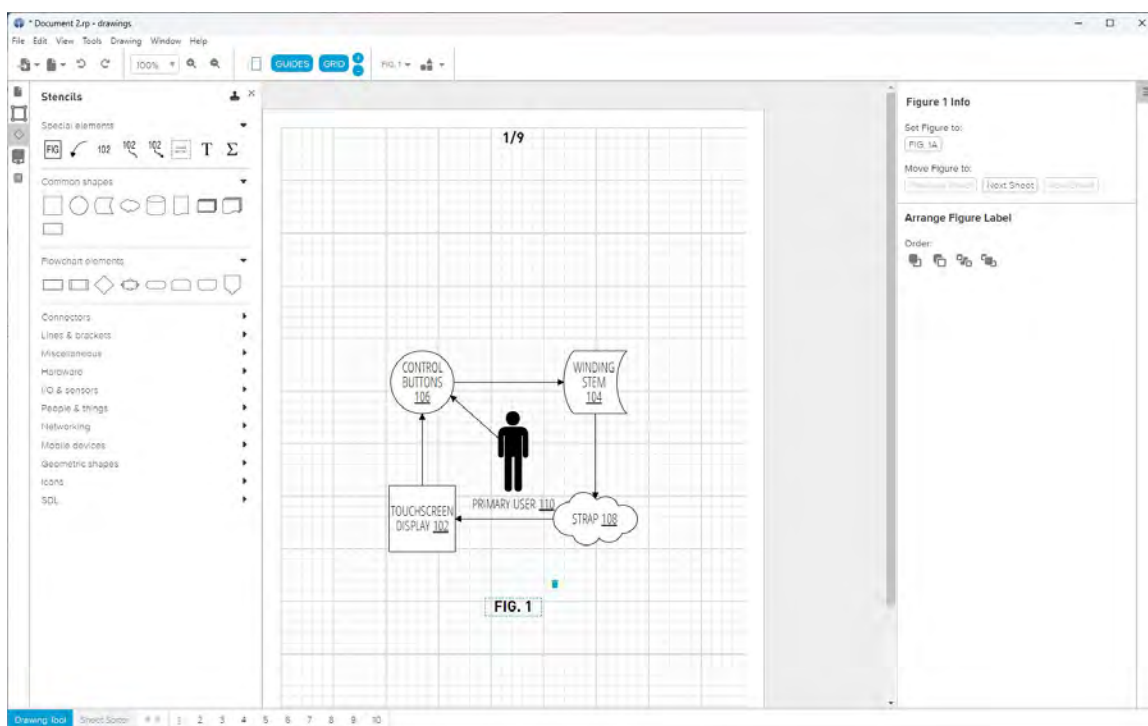 * Document 2.rp - drawings
File Edit View Tools Drawing Window Help
100% GUIDES GRID FIG. 1
Stencils
Special elements
FIG 102 102 102 T Σ
Common shapes
Flowchart elements
Connectors
Lines & brackets
Miscellaneous
Hardware
I/O & sensors
People & things
Networking
Mobile devices
Geometric shapes
Icons
SDL
1/9
CONTROL
BUTTONS
106
WINDING
STEM
104
PRIMARY USER 110
TOUCHSCREEN
DISPLAY 102
STRAP 108
FIG. 1
Figure 1 Info
Set Figure to:
FIG. 1A
Move Figure to:
Previous Sheet Next Sheet New Sheet
Arrange Figure Label
Order:
Drawing Tool Sheet Sorter 1 2 3 4 5 6 7 8 9 10